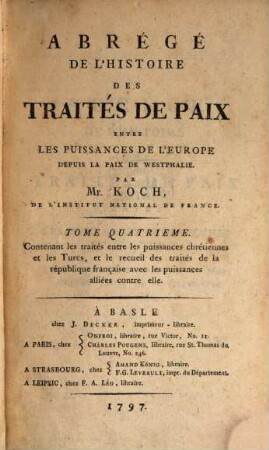 ABRÉGÉ
DE L'HISTOIRE
DES
TRAITÉS DE PAIX
ENTRE
LES PUISSANCES DE L'EUROPE
DEPUIS LA PAIX DE WESTPHALIE.
PAR
Mr. KOCH,
DE L'INSTITUT NATIONAL DE FRANCE.
TOME QUATRIEME.
Contenant les traités entre les puissances chrétiennes
et les Turcs, et le recueil des traités de la
république française avec les puissances
alliées contre elle.
À BASLE
chez J. DECKER, imprimeur-libraire.
A PARIS, chez { ONFROI, libraire, rue Victor, No. 11.
CHARLES POUGENS, libraire, rue St. Thomas du
Louvre, No. 246.
A STRASBOURG, chez { AMAND KÖNIG, libraire.
F. G. LEVRAULT, impr. du Département.
A LEIPZIC, chez F. A. LÉO, libraire.
1797.